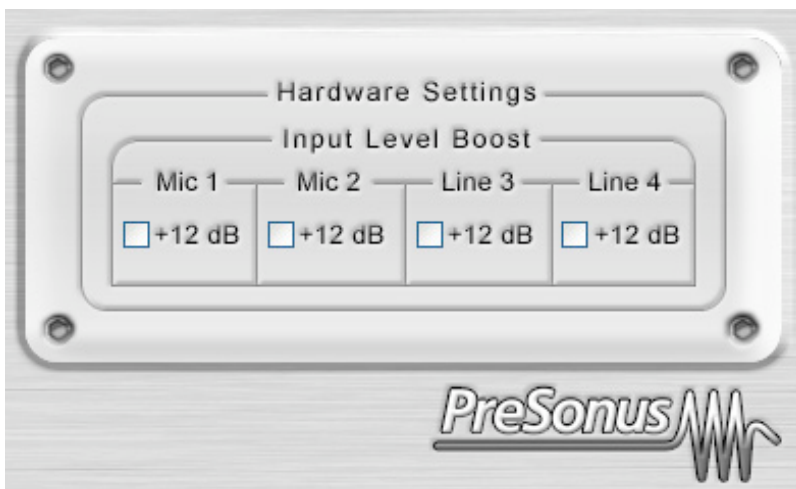 Hardware Settings
Input Level Boost
Mic 1 Mic 2 Line 3 Line 4
+12 dB +12 dB +12 dB +12 dB
PreSonus